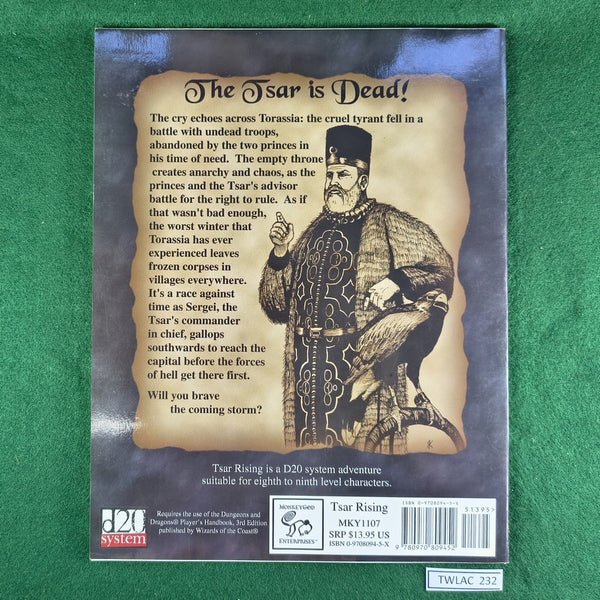 The Tsar is Dead!
The cry echoes across Torassia: the cruel tyrant fell in a
battle with undead troops,
abandoned by the two princes in
his time of need. The empty throne
creates anarchy and chaos, as the
princes and the Tsar's advisor
battle for the right to rule. As if
that wasn't bad enough,
the worst winter that
Torassia has ever
experienced leaves
frozen corpses in
villages everywhere.
It's a race against
time as Sergei, the
Tsar's commander
in chief, gallops
southwards to reach the
capital before the forces
of hell get there first.
Will you brave
the coming storm?
Tsar Rising is a D20 system adventure
suitable for eighth to ninth level characters.
d20
system
Requires the use of the Dungeons and
Dragons® Player's Handbook, 3rd Edition
published by Wizards of the Coast®
MONKEYGOD
ENTERPRISES™
Tsar Rising
MKY1107
SRP $13.95 US
ISBN 0-9708094-5-X
ISBN 0-9708094-5-X
51395>
9 780970 809452
TWLAC 232